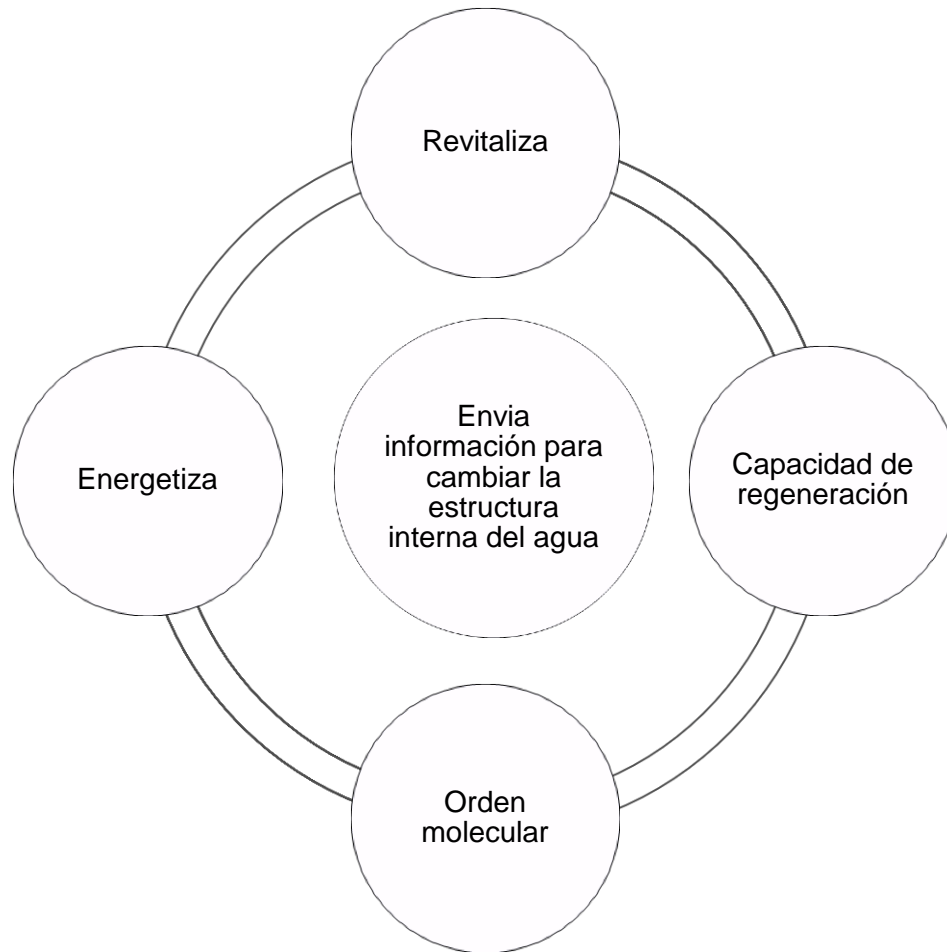 Revitaliza
Energetiza
Envia
información para
cambiar la
estructura
interna del agua
Capacidad de
regeneración
Orden
molecular